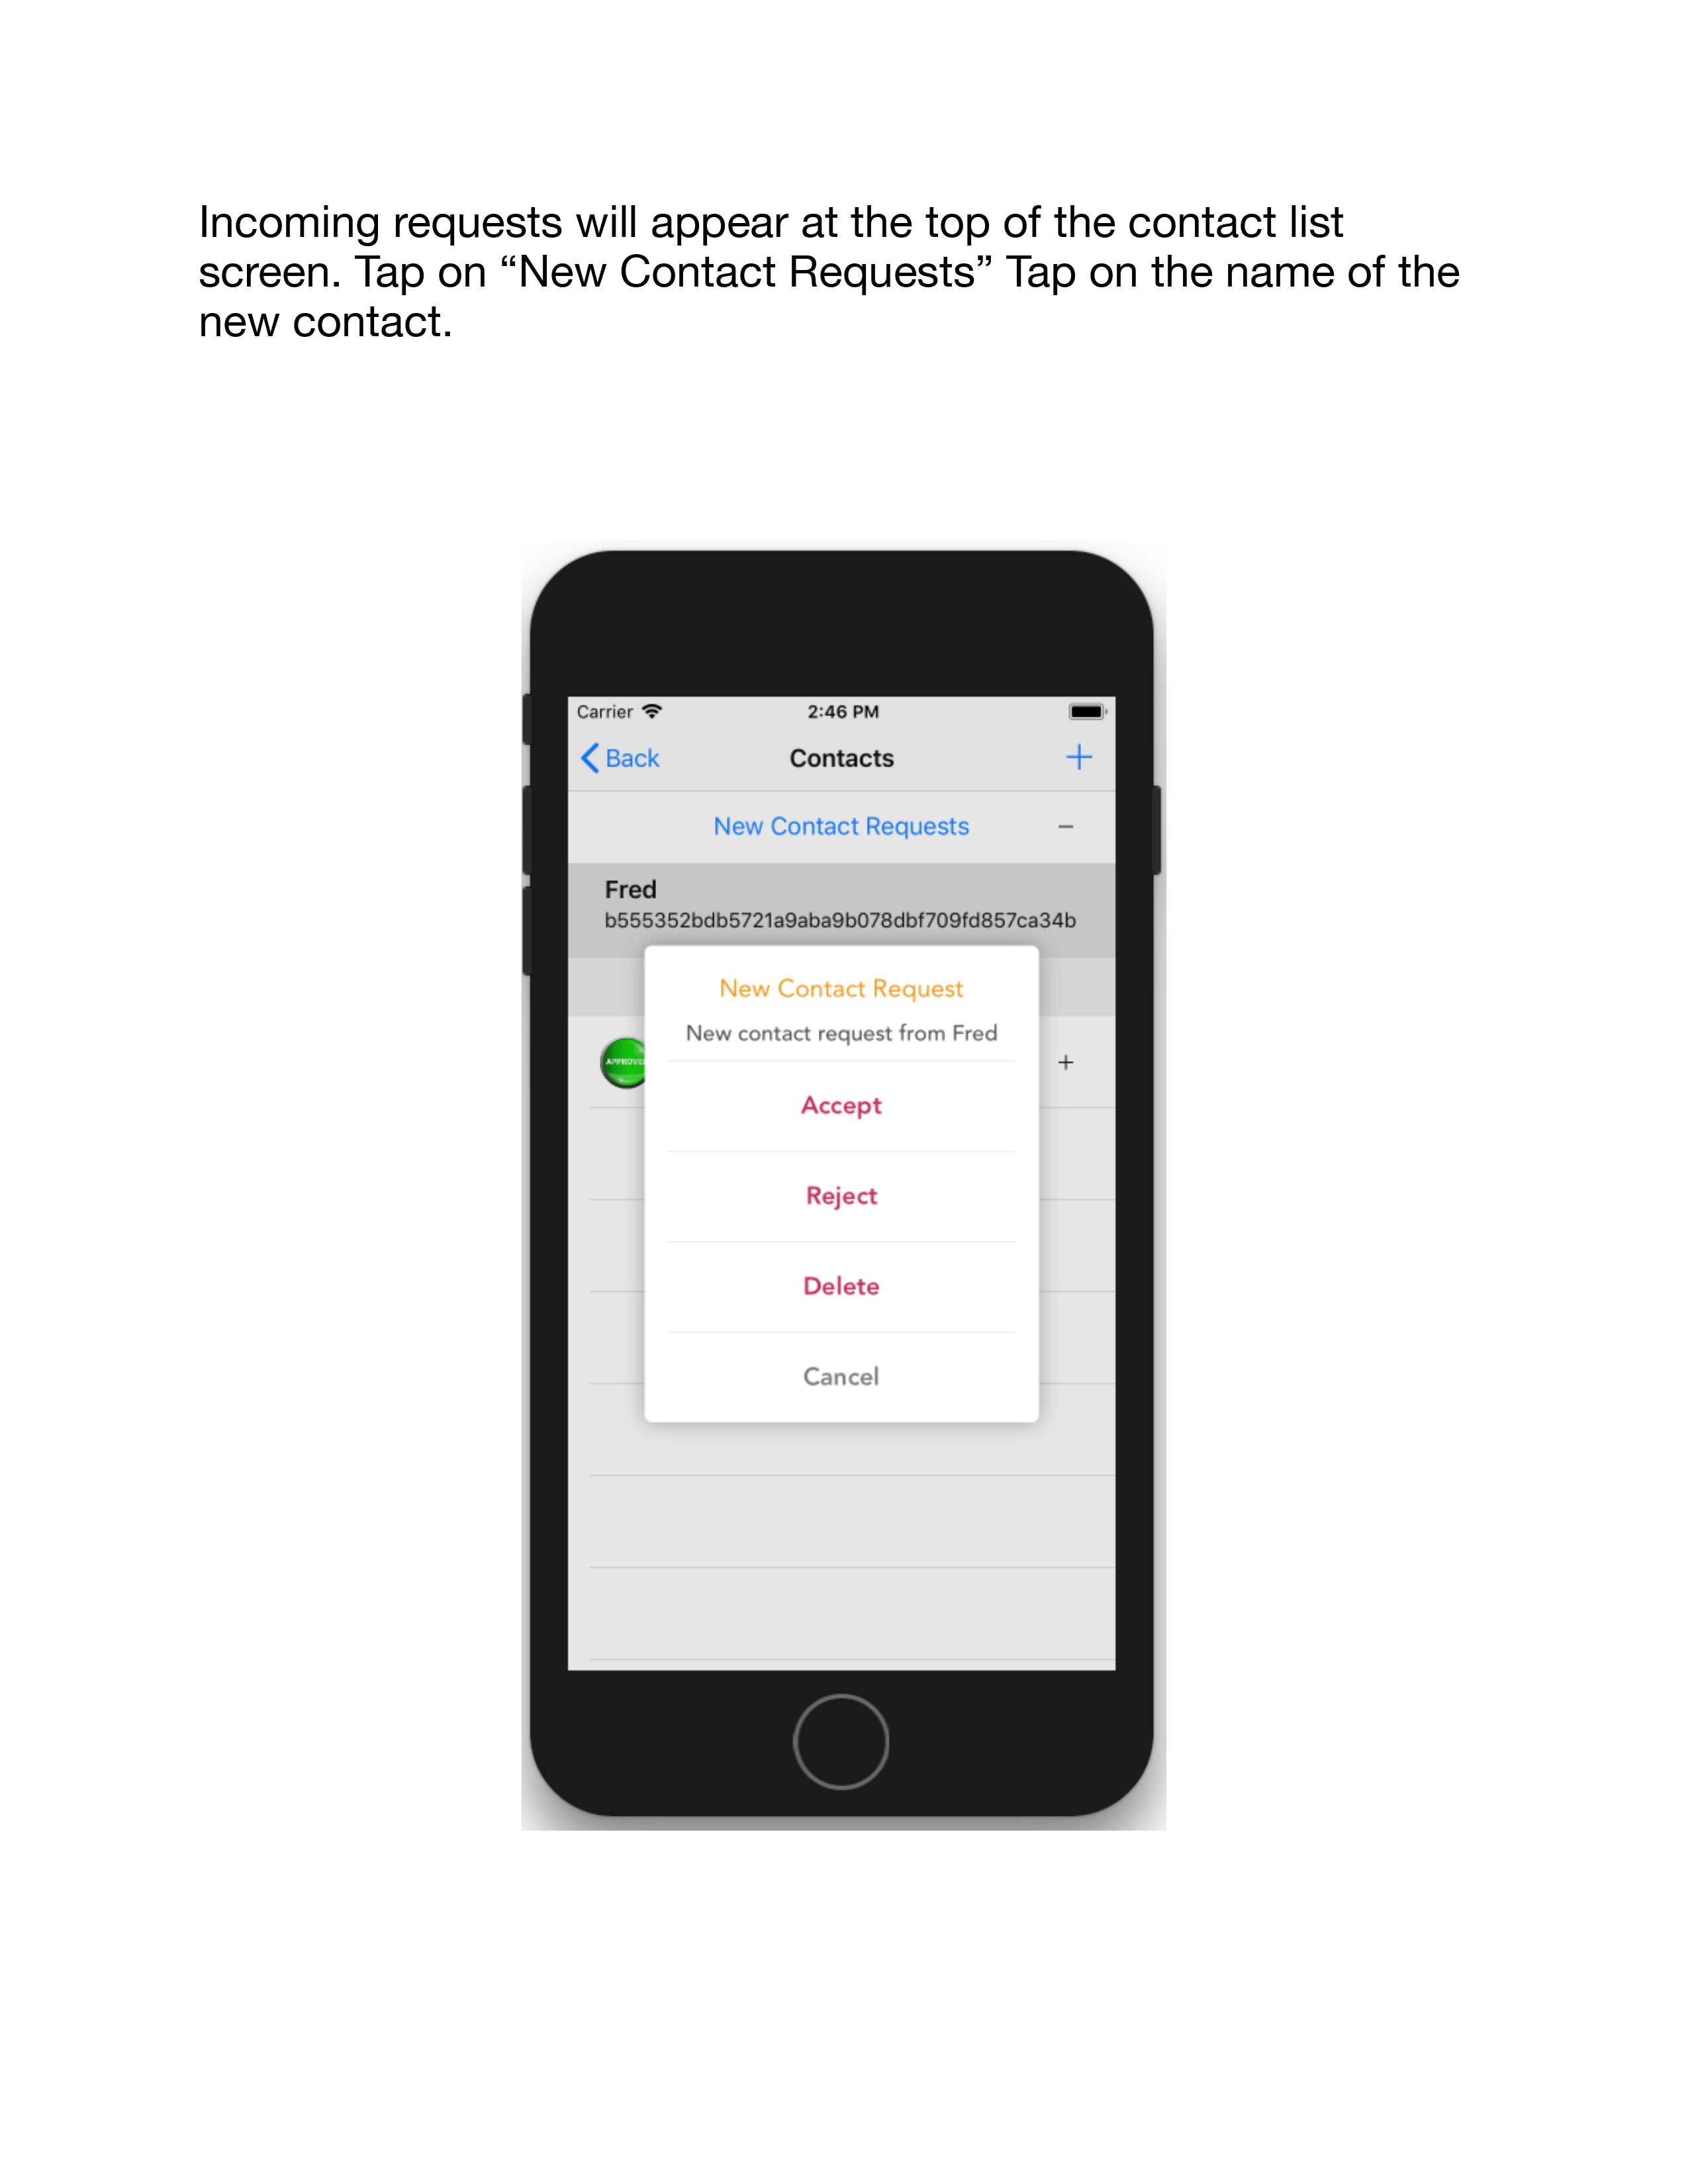 Incoming requests will appear at the top of the contact list
screen. Tap on “New Contact Requests” Tap on the name of the
new contact.
Carrier 2:46 PM
Back Contacts +
New Contact Requests −
Fred
b555352bdb5721a9aba9b078dbf709fd857ca34b
New Contact Request
New contact request from Fred
+
Accept
Reject
Delete
Cancel